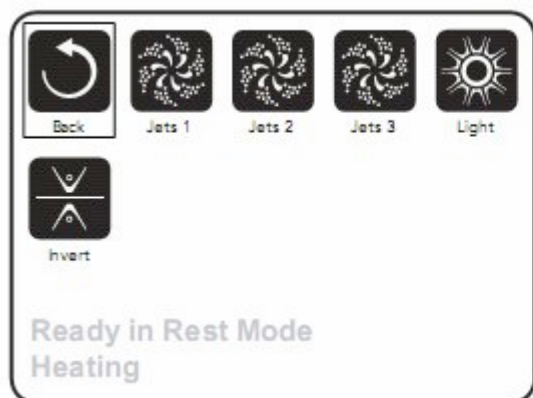 Back Jets 1 Jets 2 Jets 3 Light
Invert
Ready in Rest Mode
Heating